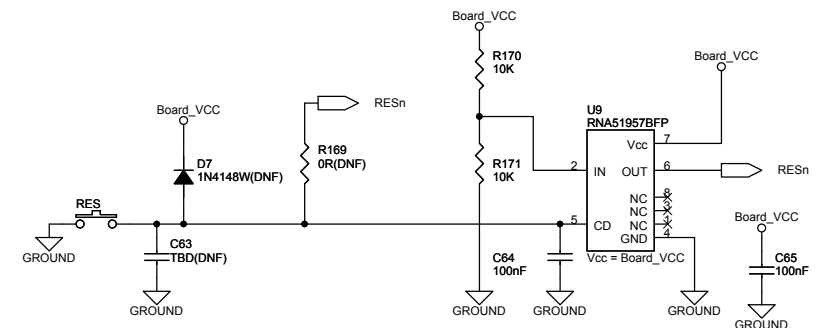 Board_VCC
R170
10K
Board_VCC
RESn
Board_VCC
U9
RNA51957BFP
7
Vcc
R169
0R(DNF)
D7
1N4148W(DNF)
R171
10K
2
IN
OUT
6
RESn
8
NC
3
NC
RES
5
CD
NC
1
4
GND
Board_VCC
GROUND
C63
TBD(DNF)
C64
100nF
Vcc = Board_VCC
C65
100nF
GROUND
GROUND
GROUND
GROUND
GROUND